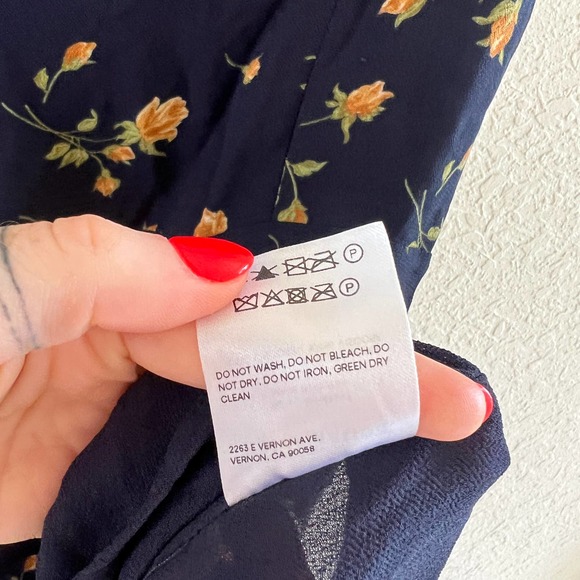 P
P
DO NOT WASH, DO NOT BLEACH, DO
NOT DRY, DO NOT IRON, GREEN DRY
CLEAN
2263 E VERNON AVE,
VERNON, CA 90058